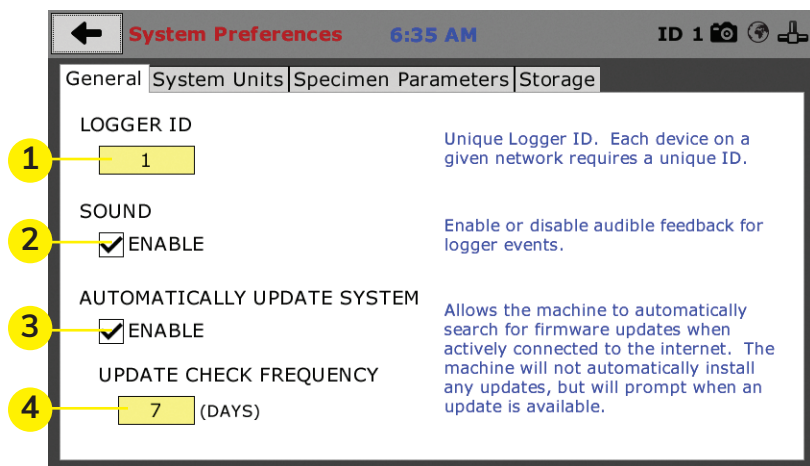 System Preferences 6:35 AM ID 1
General System Units Specimen Parameters Storage
LOGGER ID
Unique Logger ID. Each device on a
given network requires a unique ID.
1
1
SOUND
Enable or disable audible feedback for
logger events.
2
ENABLE
AUTOMATICALLY UPDATE SYSTEM
Allows the machine to automatically
search for firmware updates when
actively connected to the internet. The
machine will not automatically install
any updates, but will prompt when an
update is available.
3
ENABLE
UPDATE CHECK FREQUENCY
4
7 (DAYS)